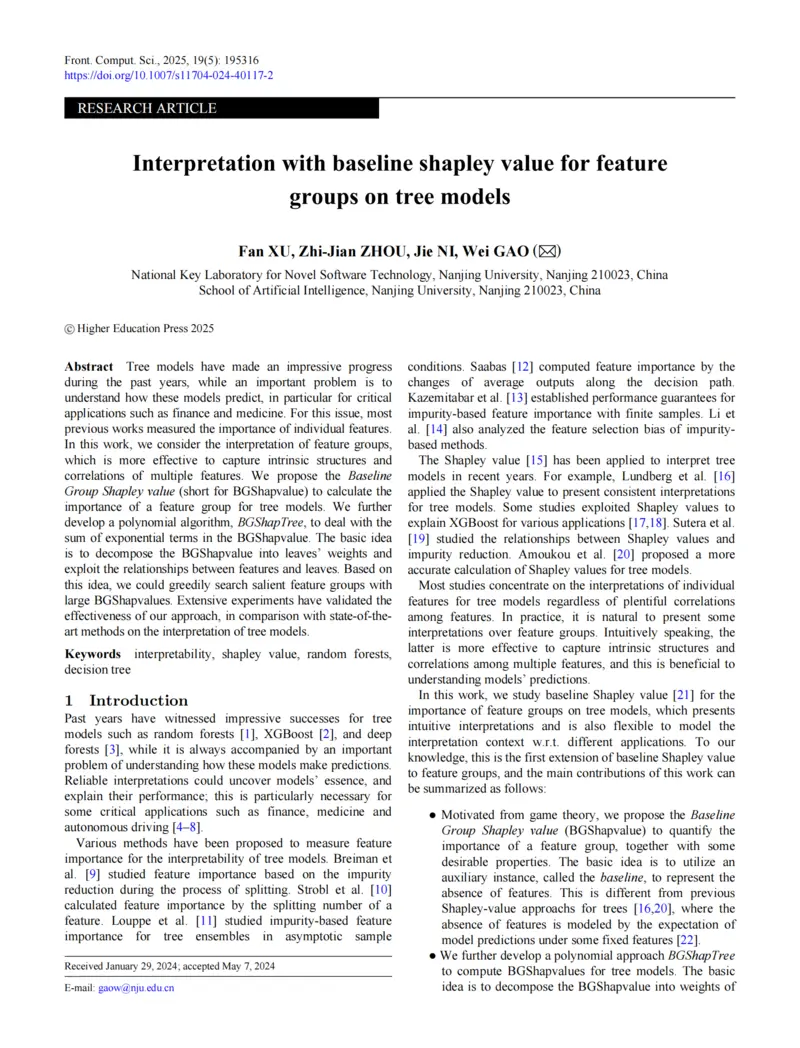 Front. Comput. Sci., 2025, 19(5): 195316
https://doi.org/10.1007/s11704-024-40117-2
RESEARCH ARTICLE
Interpretation with baseline shapley value for feature
groups on tree models
Fan XU, Zhi-Jian ZHOU, Jie NI, Wei GAO (✉)
National Key Laboratory for Novel Software Technology, Nanjing University, Nanjing 210023, China
School of Artificial Intelligence, Nanjing University, Nanjing 210023, China
© Higher Education Press 2025
Abstract Tree models have made an impressive progress
during the past years, while an important problem is to
understand how these models predict, in particular for critical
applications such as finance and medicine. For this issue, most
previous works measured the importance of individual features.
In this work, we consider the interpretation of feature groups,
which is more effective to capture intrinsic structures and
correlations of multiple features. We propose the Baseline
Group Shapley value (short for BGShapvalue) to calculate the
importance of a feature group for tree models. We further
develop a polynomial algorithm, BGShapTree, to deal with the
sum of exponential terms in the BGShapvalue. The basic idea
is to decompose the BGShapvalue into leaves' weights and
exploit the relationships between features and leaves. Based on
this idea, we could greedily search salient feature groups with
large BGShapvalues. Extensive experiments have validated the
effectiveness of our approach, in comparison with state-of-the-
art methods on the interpretation of tree models.
Keywords interpretability, shapley value, random forests,
decision tree
1 Introduction
Past years have witnessed impressive successes for tree
models such as random forests [1], XGBoost [2], and deep
forests [3], while it is always accompanied by an important
problem of understanding how these models make predictions.
Reliable interpretations could uncover models' essence, and
explain their performance; this is particularly necessary for
some critical applications such as finance, medicine and
autonomous driving [4–8].
Various methods have been proposed to measure feature
importance for the interpretability of tree models. Breiman et
al. [9] studied feature importance based on the impurity
reduction during the process of splitting. Strobl et al. [10]
calculated feature importance by the splitting number of a
feature. Louppe et al. [11] studied impurity-based feature
importance for tree ensembles in asymptotic sample
Received January 29, 2024; accepted May 7, 2024
E-mail: gaow@nju.edu.cn
conditions. Saabas [12] computed feature importance by the
changes of average outputs along the decision path.
Kazemitabar et al. [13] established performance guarantees for
impurity-based feature importance with finite samples. Li et
al. [14] also analyzed the feature selection bias of impurity-
based methods.
The Shapley value [15] has been applied to interpret tree
models in recent years. For example, Lundberg et al. [16]
applied the Shapley value to present consistent interpretations
for tree models. Some studies exploited Shapley values to
explain XGBoost for various applications [17,18]. Sutera et al.
[19] studied the relationships between Shapley values and
impurity reduction. Amoukou et al. [20] proposed a more
accurate calculation of Shapley values for tree models.
Most studies concentrate on the interpretations of individual
features for tree models regardless of plentiful correlations
among features. In practice, it is natural to present some
interpretations over feature groups. Intuitively speaking, the
latter is more effective to capture intrinsic structures and
correlations among multiple features, and this is beneficial to
understanding models' predictions.
In this work, we study baseline Shapley value [21] for the
importance of feature groups on tree models, which presents
intuitive interpretations and is also flexible to model the
interpretation context w.r.t. different applications. To our
knowledge, this is the first extension of baseline Shapley value
to feature groups, and the main contributions of this work can
be summarized as follows:
● Motivated from game theory, we propose the Baseline
Group Shapley value (BGShapvalue) to quantify the
importance of a feature group, together with some
desirable properties. The basic idea is to utilize an
auxiliary instance, called the baseline, to represent the
absence of features. This is different from previous
Shapley-value approachs for trees [16,20], where the
absence of features is modeled by the expectation of
model predictions under some fixed features [22].
● We further develop a polynomial approach BGShapTree
to compute BGShapvalues for tree models. The basic
idea is to decompose the BGShapvalue into weights of